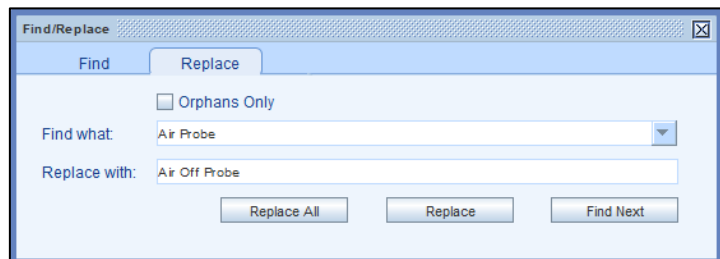 Find/Replace
Find Replace
Orphans Only
Find what: Air Probe
Replace with: Air Off Probe
Replace All Replace Find Next